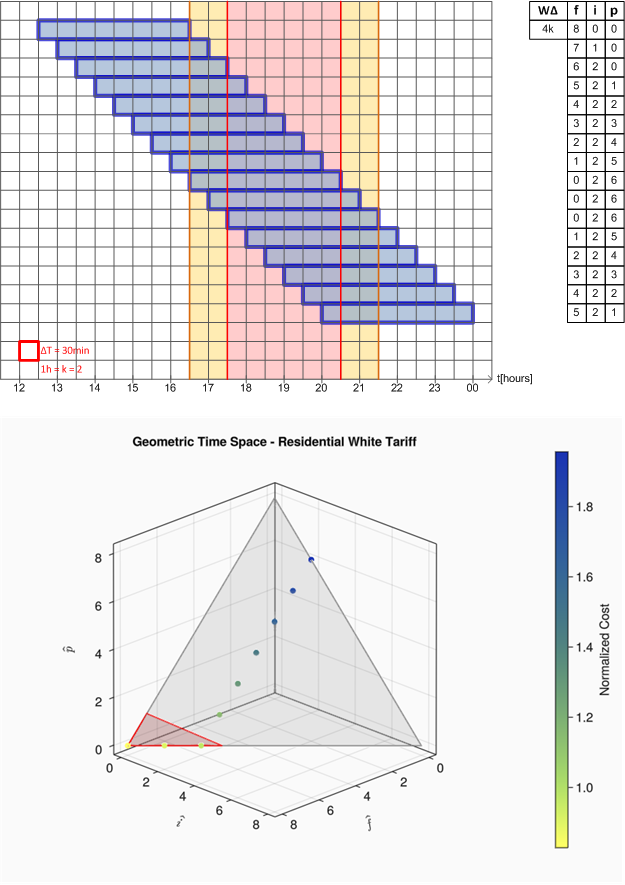 WΔ f i p
4k 8 0 0
7 1 0
6 2 0
5 2 1
4 2 2
3 2 3
2 2 4
1 2 5
0 2 6
0 2 6
0 2 6
1 2 5
2 2 4
3 2 3
4 2 2
5 2 1
ΔT = 30min
1h = k = 2
12 13 14 15 16 17 18 19 20 21 22 23 00 t[hours]
Geometric Time Space - Residential White Tariff
8
6
4
2
0
p̂
0 2 4 6 8
î
8 6 4 2 0
f̂
1.8
1.6
1.4
1.2
1.0
Normalized Cost